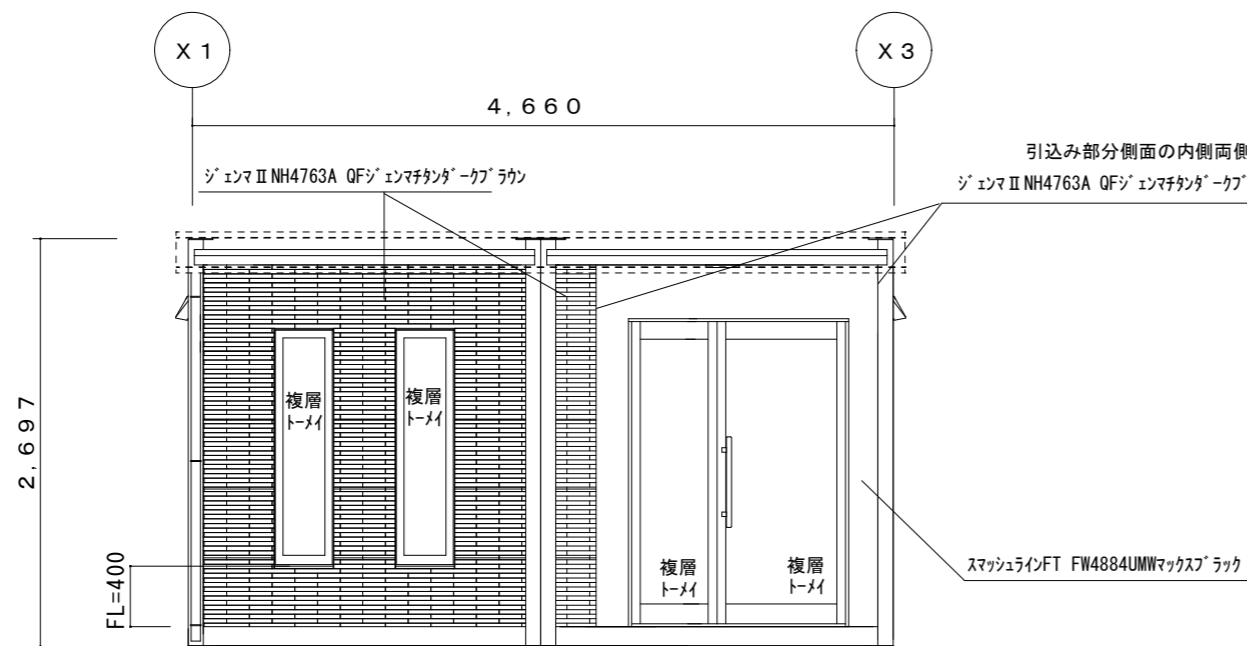 X 1
X 3
4,660
引込み部分側面の内側両側
ｼﾞｪﾝﾏⅡNH4763A QFｼﾞｪﾝﾏﾁﾀﾝﾀﾞｰｸﾌﾞﾗｳﾝ
ｼﾞｪﾝﾏⅡNH4763A QFｼﾞｪﾝﾏﾁﾀﾝﾀﾞｰｸﾌﾞ
2,697
複層
ﾄｰﾒｲ
複層
ﾄｰﾒｲ
FL=400
複層
ﾄｰﾒｲ
複層
ﾄｰﾒｲ
ｽﾏｯｼｭﾗｲﾝFT FW4884UMWﾏｯｸｽﾌﾞﾗｯｸ